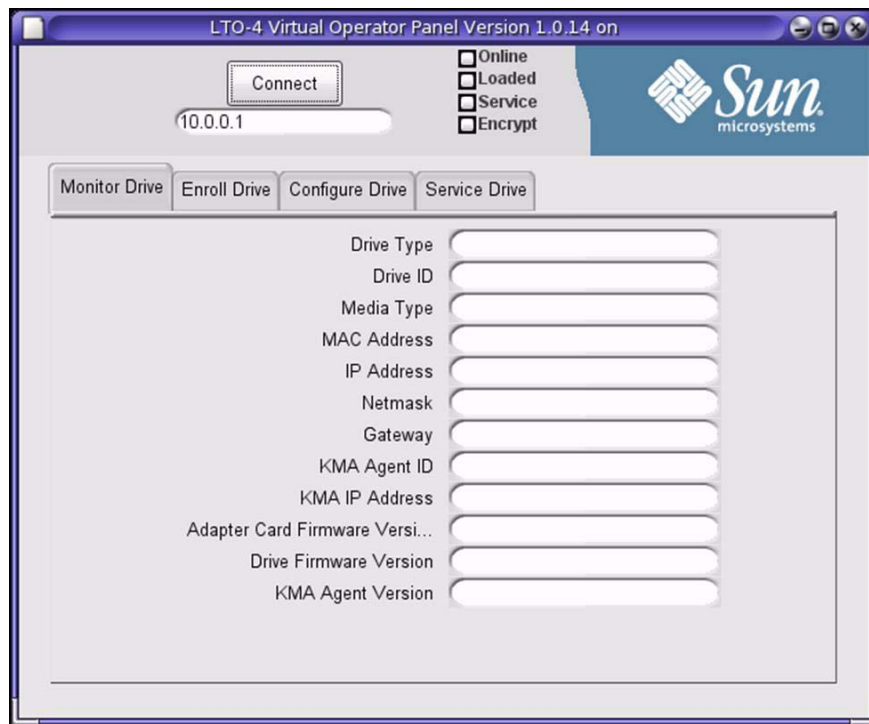 LTO-4 Virtual Operator Panel Version 1.0.14 on
Connect
10.0.0.1
Online
Loaded
Service
Encrypt
Sun
microsystems
Monitor Drive
Enroll Drive
Configure Drive
Service Drive
Drive Type
Drive ID
Media Type
MAC Address
IP Address
Netmask
Gateway
KMA Agent ID
KMA IP Address
Adapter Card Firmware Versi...
Drive Firmware Version
KMA Agent Version